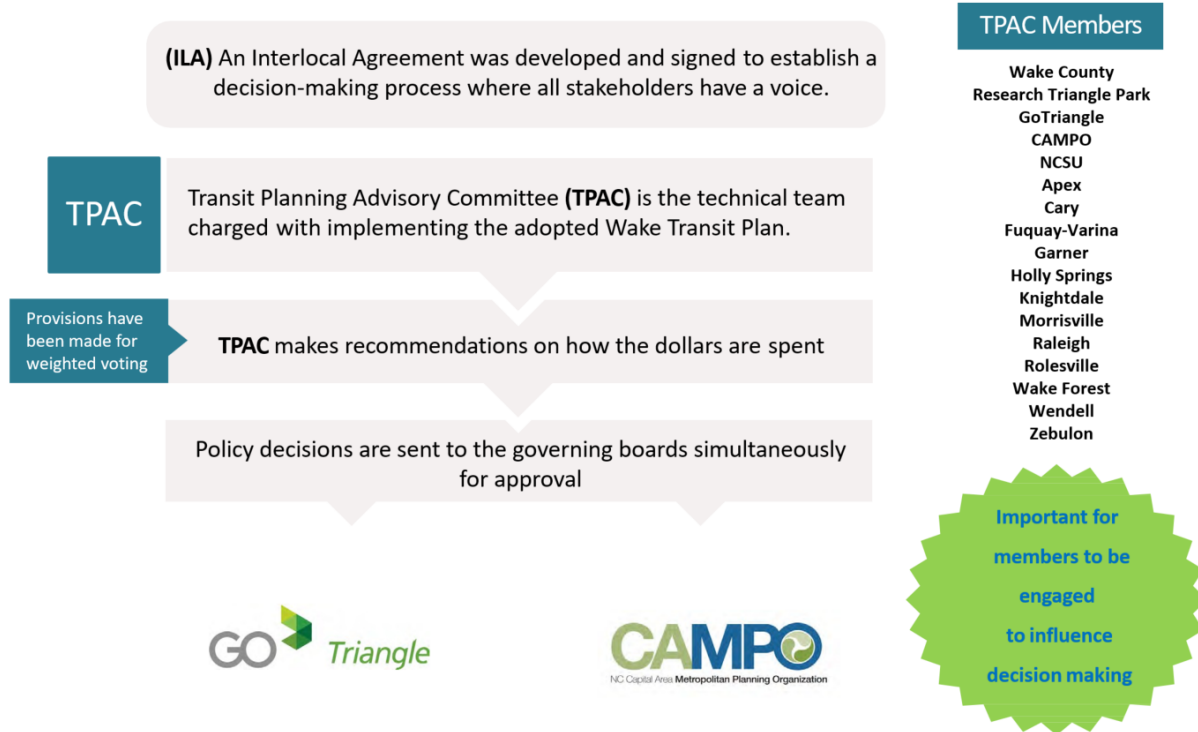 (ILA) An Interlocal Agreement was developed and signed to establish a
decision-making process where all stakeholders have a voice.
TPAC
Transit Planning Advisory Committee (TPAC) is the technical team
charged with implementing the adopted Wake Transit Plan.
Provisions have
been made for
weighted voting
TPAC makes recommendations on how the dollars are spent
Policy decisions are sent to the governing boards simultaneously
for approval
GO Triangle
CAMPO
NC Capital Area Metropolitan Planning Organization
TPAC Members
Wake County
Research Triangle Park
GoTriangle
CAMPO
NCSU
Apex
Cary
Fuquay-Varina
Garner
Holly Springs
Knightdale
Morrisville
Raleigh
Rolesville
Wake Forest
Wendell
Zebulon
Important for
members to be
engaged
to influence
decision making